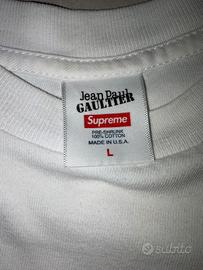 Jean Paul
GAULTIER
Supreme
PRE-SHRUNK
100% COTTON
MADE IN U.S.A.
L
subito